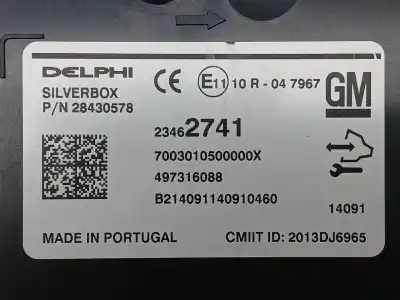 DELPHI
CE E11 10 R - 04 7967
SILVERBOX
P/N 28430578
GM
23462741
7003010500000X
497316088
B214091140910460
14091
MADE IN PORTUGAL
CMIIT ID: 2013DJ6965